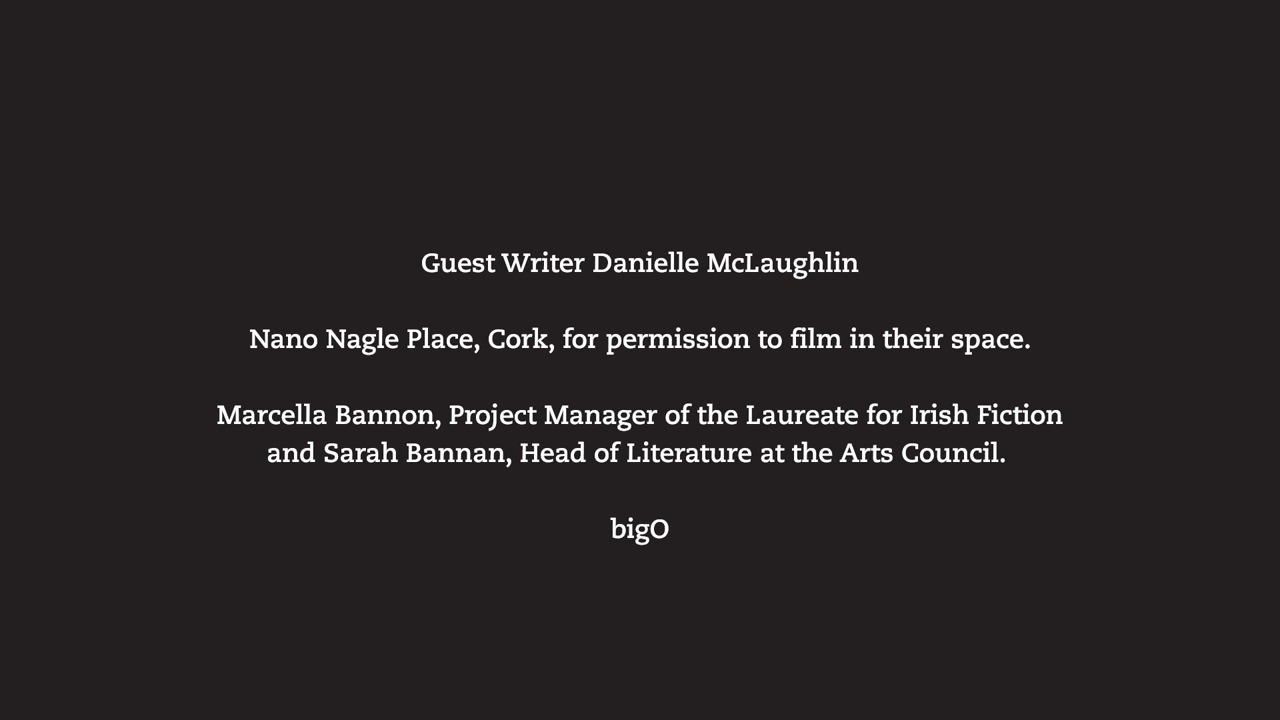 Guest Writer Danielle McLaughlin
Nano Nagle Place, Cork, for permission to film in their space.
Marcella Bannon, Project Manager of the Laureate for Irish Fiction
and Sarah Bannan, Head of Literature at the Arts Council.
bigO